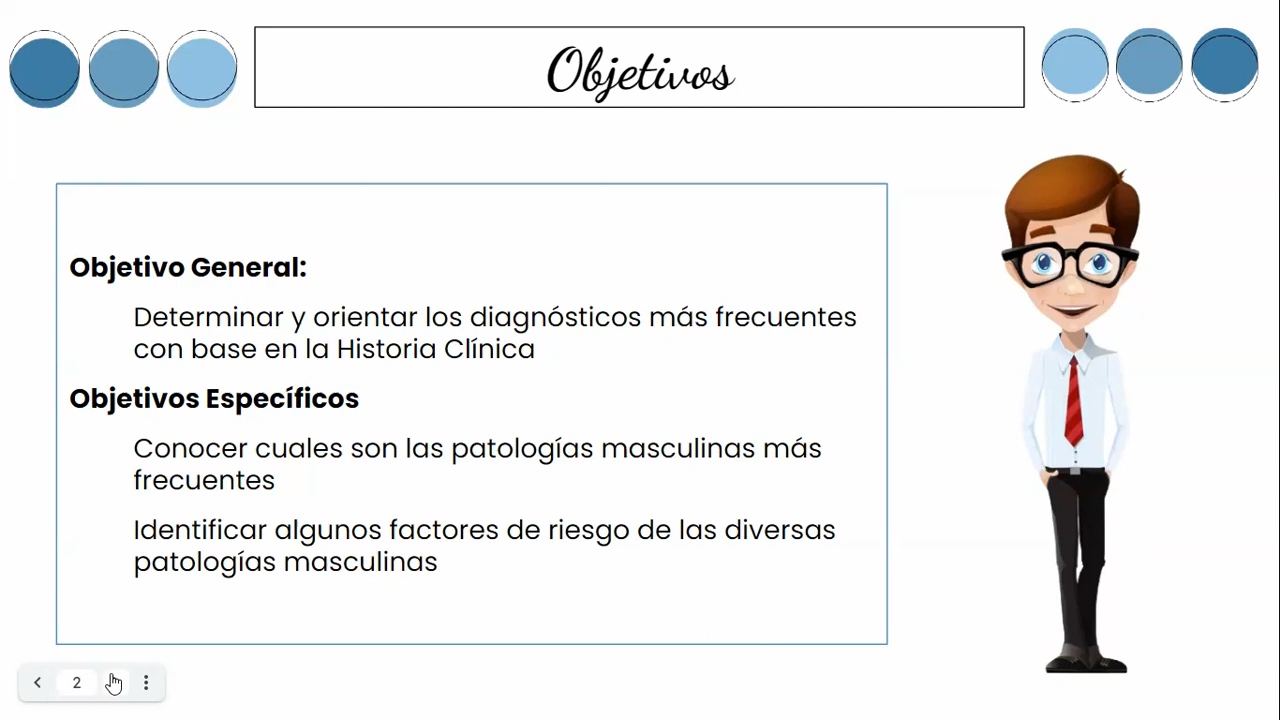 Objetivos
Objetivo General:
Determinar y orientar los diagnósticos más frecuentes
con base en la Historia Clínica
Objetivos Específicos
Conocer cuales son las patologías masculinas más
frecuentes
Identificar algunos factores de riesgo de las diversas
patologías masculinas
2